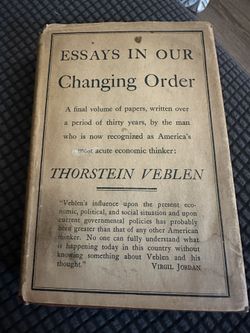 ESSAYS IN OUR
Changing Order
A final volume of papers, written over
a period of thirty years, by the man
who is now recognized as America's
most acute economic thinker:
THORSTEIN VEBLEN
"Veblen's influence upon the present eco-
nomic, political, and social situation and upon
current governmental policies has probably
been greater than that of any other American
thinker. No one can fully understand what
is happening today in this country without
knowing something about Veblen and his
thought."
VIRGIL JORDAN